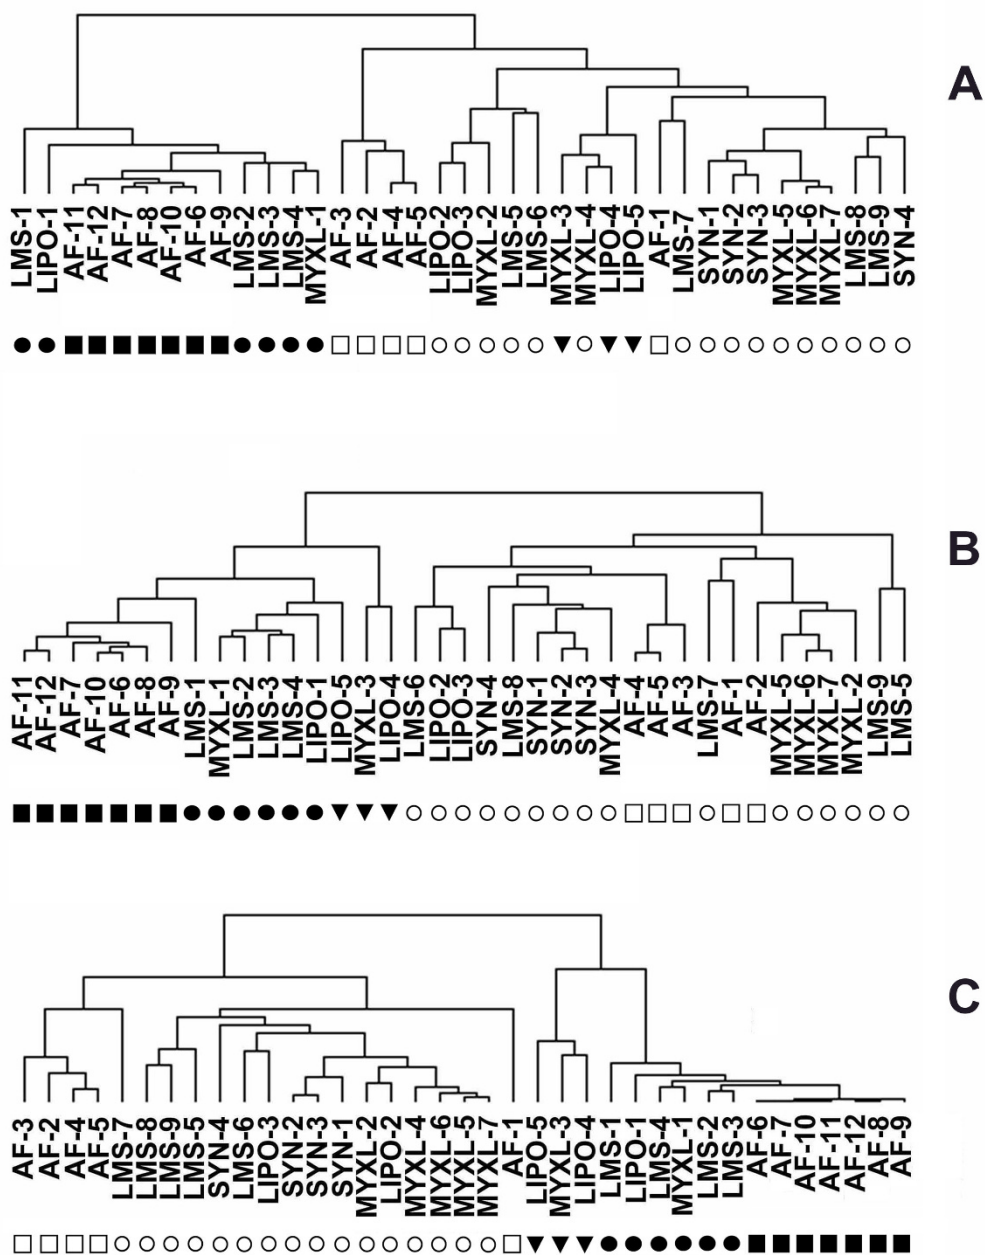 A
LMS-1 LIPO-1 AF-11 AF-12 AF-7 AF-8 AF-10 AF-6 AF-9 LMS-2 LMS-3 LMS-4 MYXL-1 AF-3 AF-2 AF-4 AF-5 LIPO-2 LIPO-3 MYXL-2 LMS-5 LMS-6 MYXL-3 MYXL-4 LIPO-4 LIPO-5 AF-1 LMS-7 SYN-1 SYN-2 SYN-3 MYXL-5 MYXL-6 MYXL-7 LMS-8 LMS-9 SYN-4
B
AF-11 AF-12 AF-7 AF-10 AF-6 AF-8 AF-9 LMS-1 MYXL-1 LMS-2 LMS-3 LMS-4 LIPO-1 LIPO-5 MYXL-3 LIPO-4 LMS-6 LIPO-2 LIPO-3 SYN-4 LMS-8 SYN-1 SYN-2 SYN-3 MYXL-4 AF-4 AF-5 AF-3 LMS-7 AF-1 AF-2 MYXL-5 MYXL-6 MYXL-7 MYXL-2 LMS-9 LMS-5
C
AF-3 AF-2 AF-4 AF-5 LMS-7 LMS-8 LMS-9 LMS-5 SYN-4 LMS-6 LIPO-3 SYN-2 SYN-3 SYN-1 MYXL-2 LIPO-2 MYXL-4 MYXL-6 MYXL-5 MYXL-7 AF-1 LIPO-5 MYXL-3 LIPO-4 LMS-1 LIPO-1 LMS-4 MYXL-1 LMS-2 LMS-3 AF-6 AF-7 AF-10 AF-11 AF-12 AF-8 AF-9